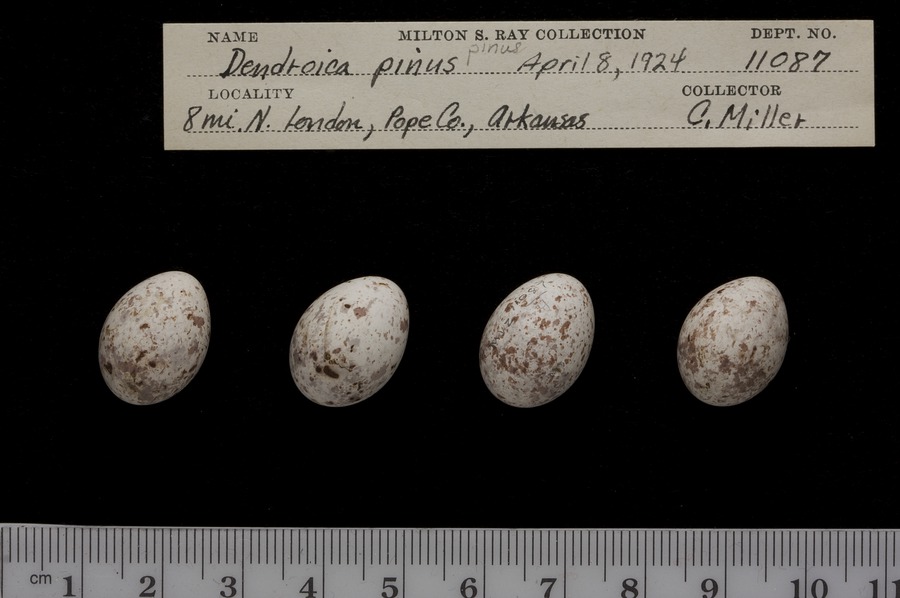 NAME MILTON S. RAY COLLECTION DEPT. NO.
Dendroica pinus pinus April 8, 1924 11087
LOCALITY COLLECTOR
8 mi. N. London, Pope Co., Arkansas C. Miller
cm 1 2 3 4 5 6 7 8 9 10 11